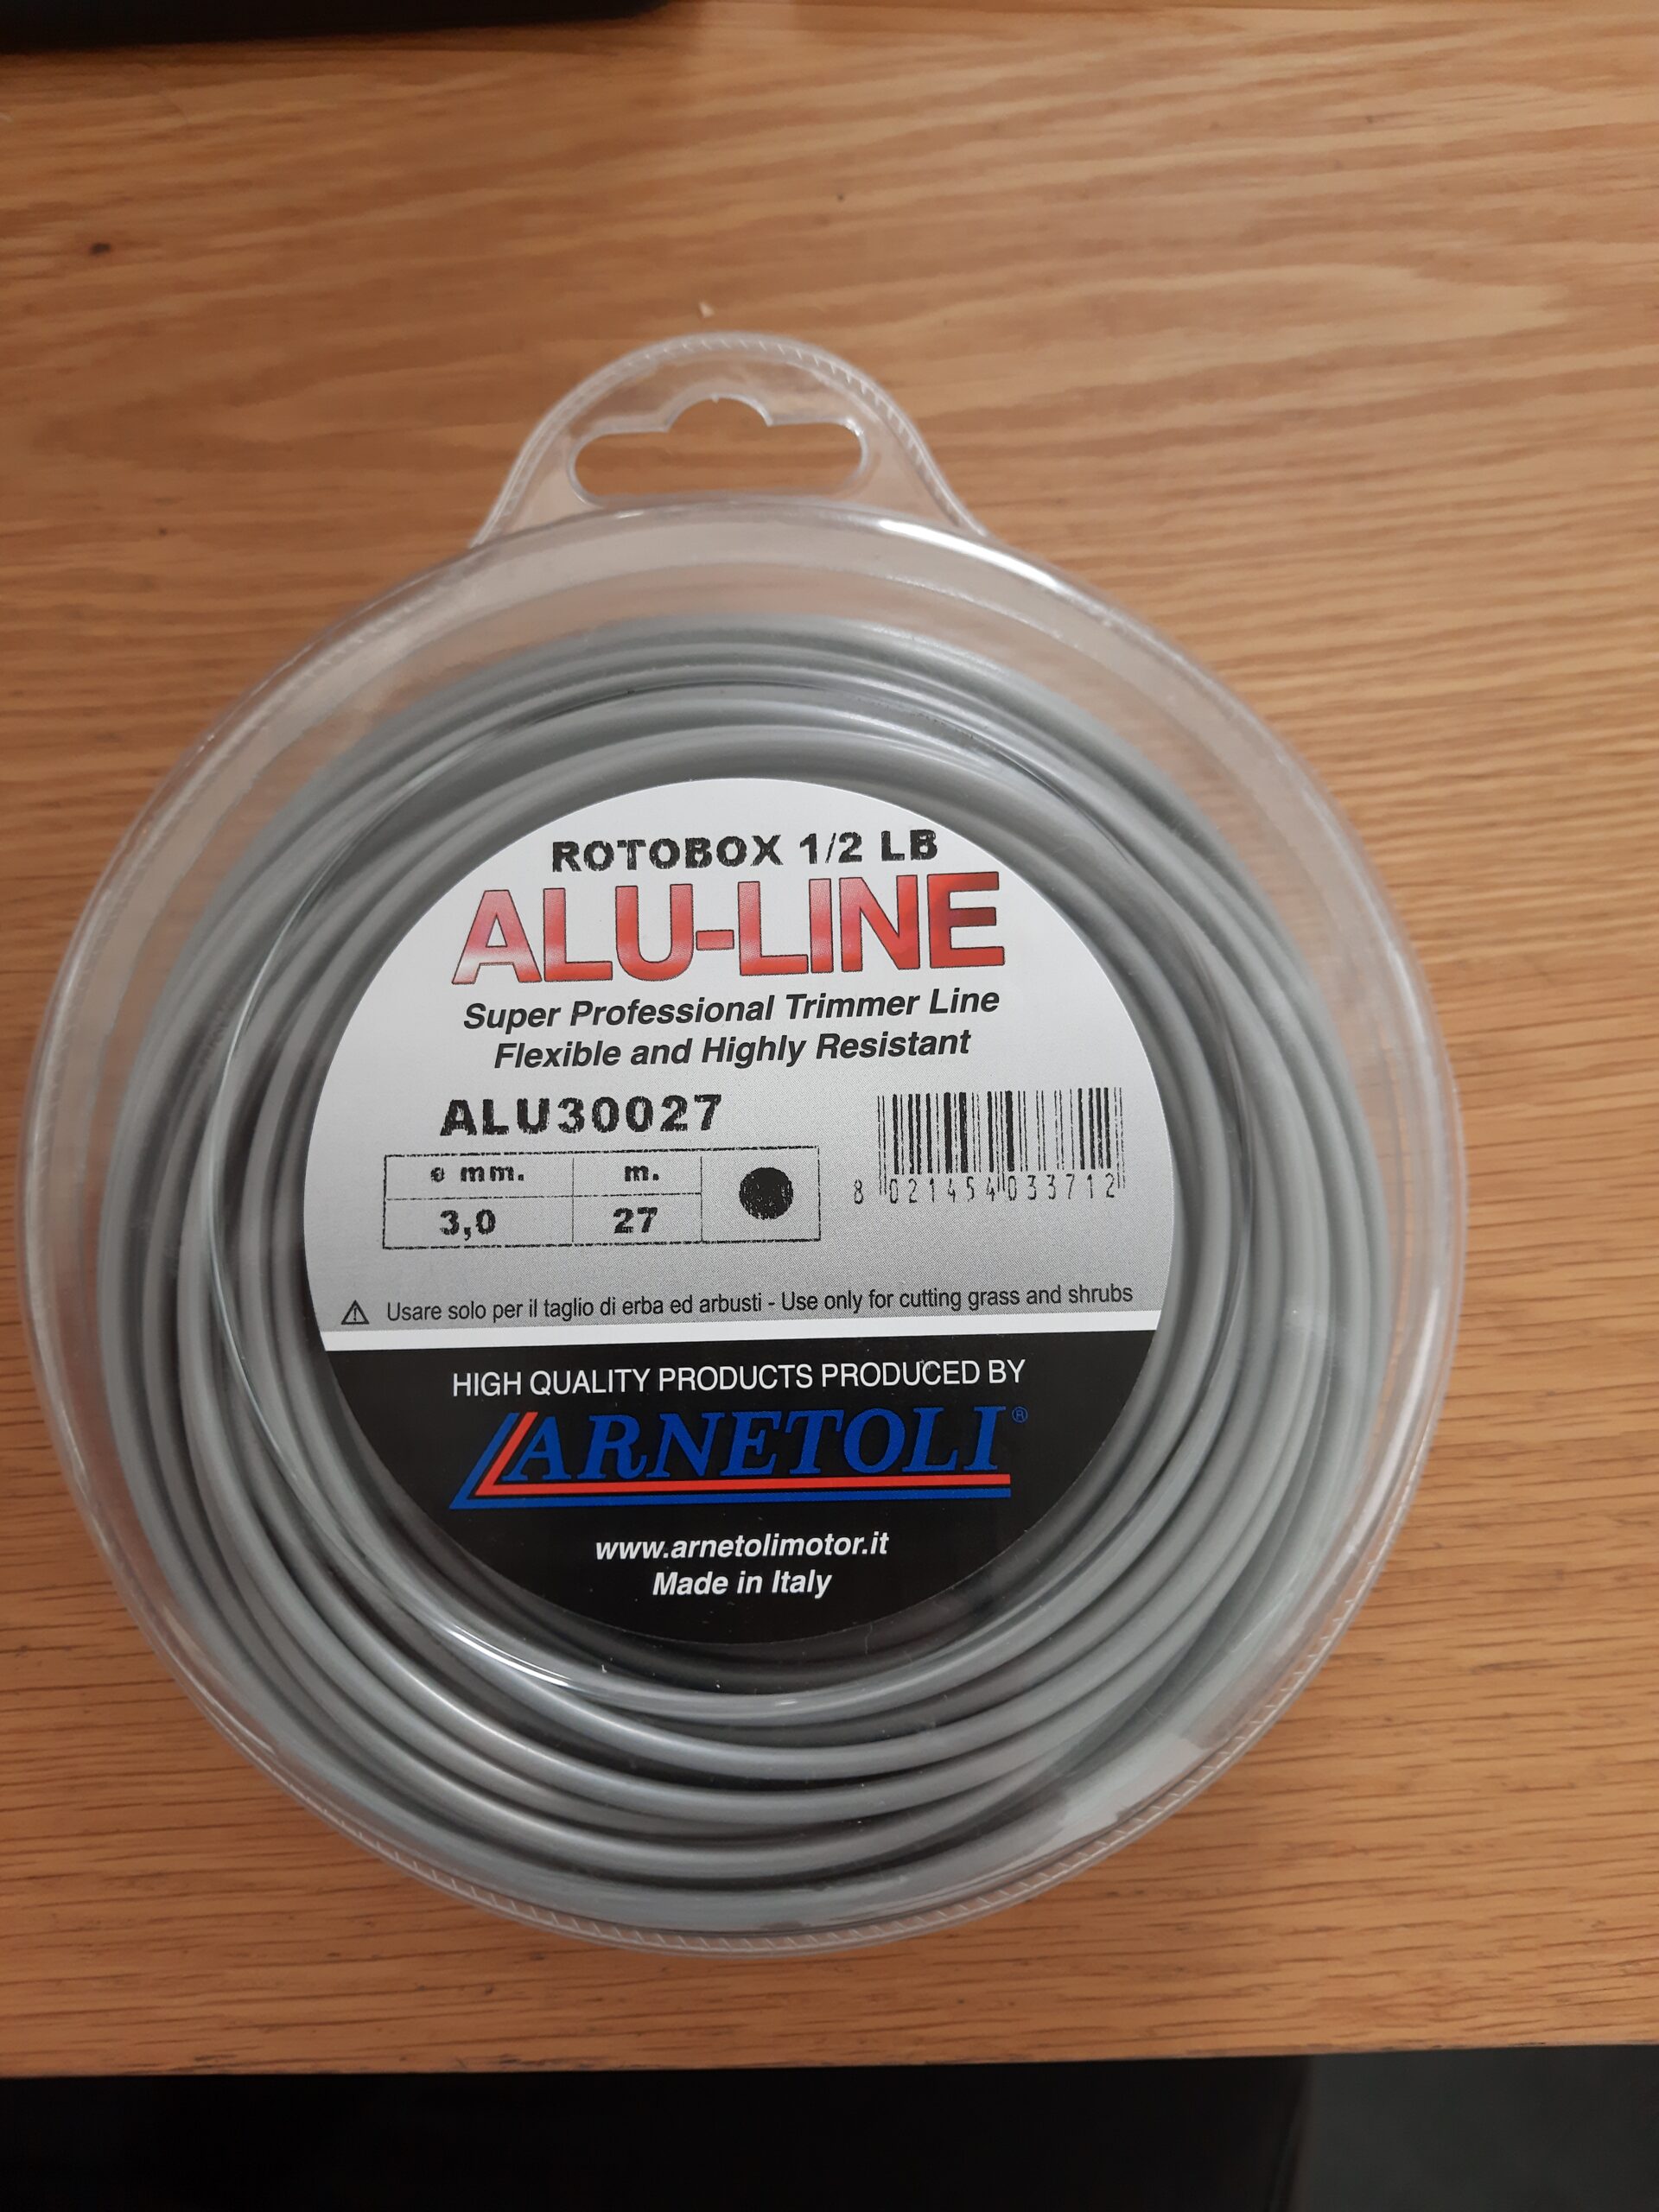 ROTOBOX 1/2 LB
ALU-LINE
Super Professional Trimmer Line
Flexible and Highly Resistant
ALU30027
ø mm. m.
3,0 27
8 021454 033712
Usare solo per il taglio di erba ed arbusti - Use only for cutting grass and shrubs
HIGH QUALITY PRODUCTS PRODUCED BY
ARNETOLI®
www.arnetolimotor.it
Made in Italy